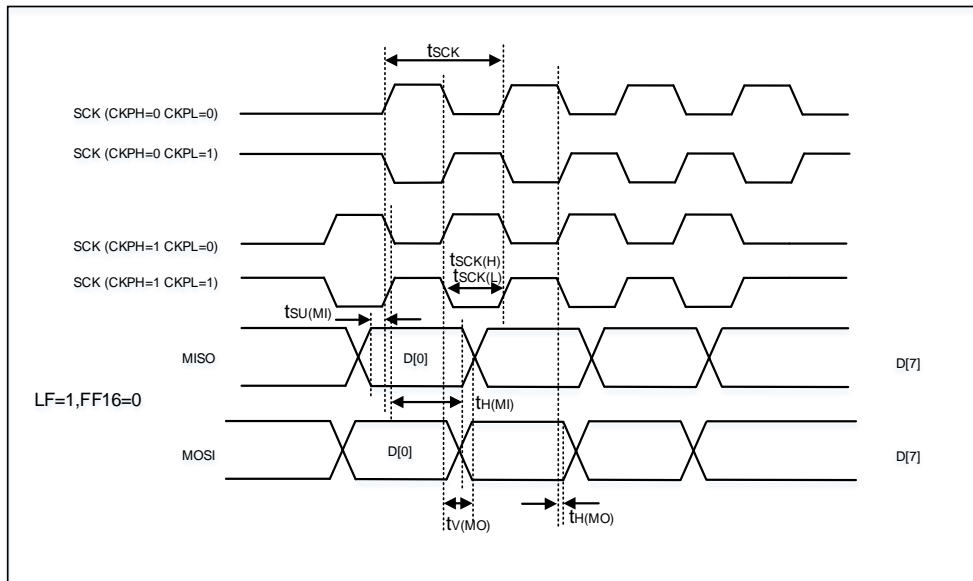 tSCK
SCK (CKPH=0 CKPL=0)
SCK (CKPH=0 CKPL=1)
SCK (CKPH=1 CKPL=0)
tSCK(H)
tSCK(L)
SCK (CKPH=1 CKPL=1)
tSU(MI)
MISO
D[0]
D[7]
LF=1,FF16=0
tH(MI)
MOSI
D[0]
D[7]
tV(MO)
tH(MO)